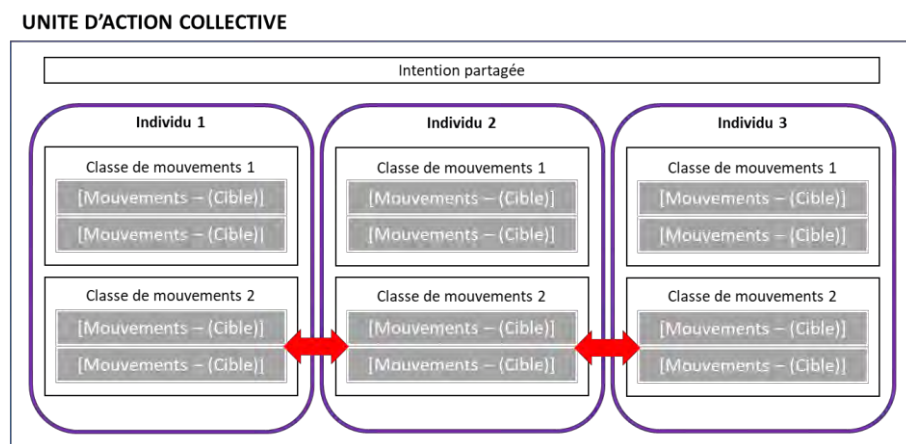 UNITE D'ACTION COLLECTIVE
Intention partagée
Individu 1
Classe de mouvements 1
[Mouvements – (Cible)]
[Mouvements – (Cible)]
Classe de mouvements 2
[Mouvements – (Cible)]
[Mouvements – (Cible)]
Individu 2
Classe de mouvements 1
[Mouvements – (Cible)]
[Mouvements – (Cible)]
Classe de mouvements 2
[Mouvements – (Cible)]
[Mouvements – (Cible)]
Individu 3
Classe de mouvements 1
[Mouvements – (Cible)]
[Mouvements – (Cible)]
Classe de mouvements 2
[Mouvements – (Cible)]
[Mouvements – (Cible)]